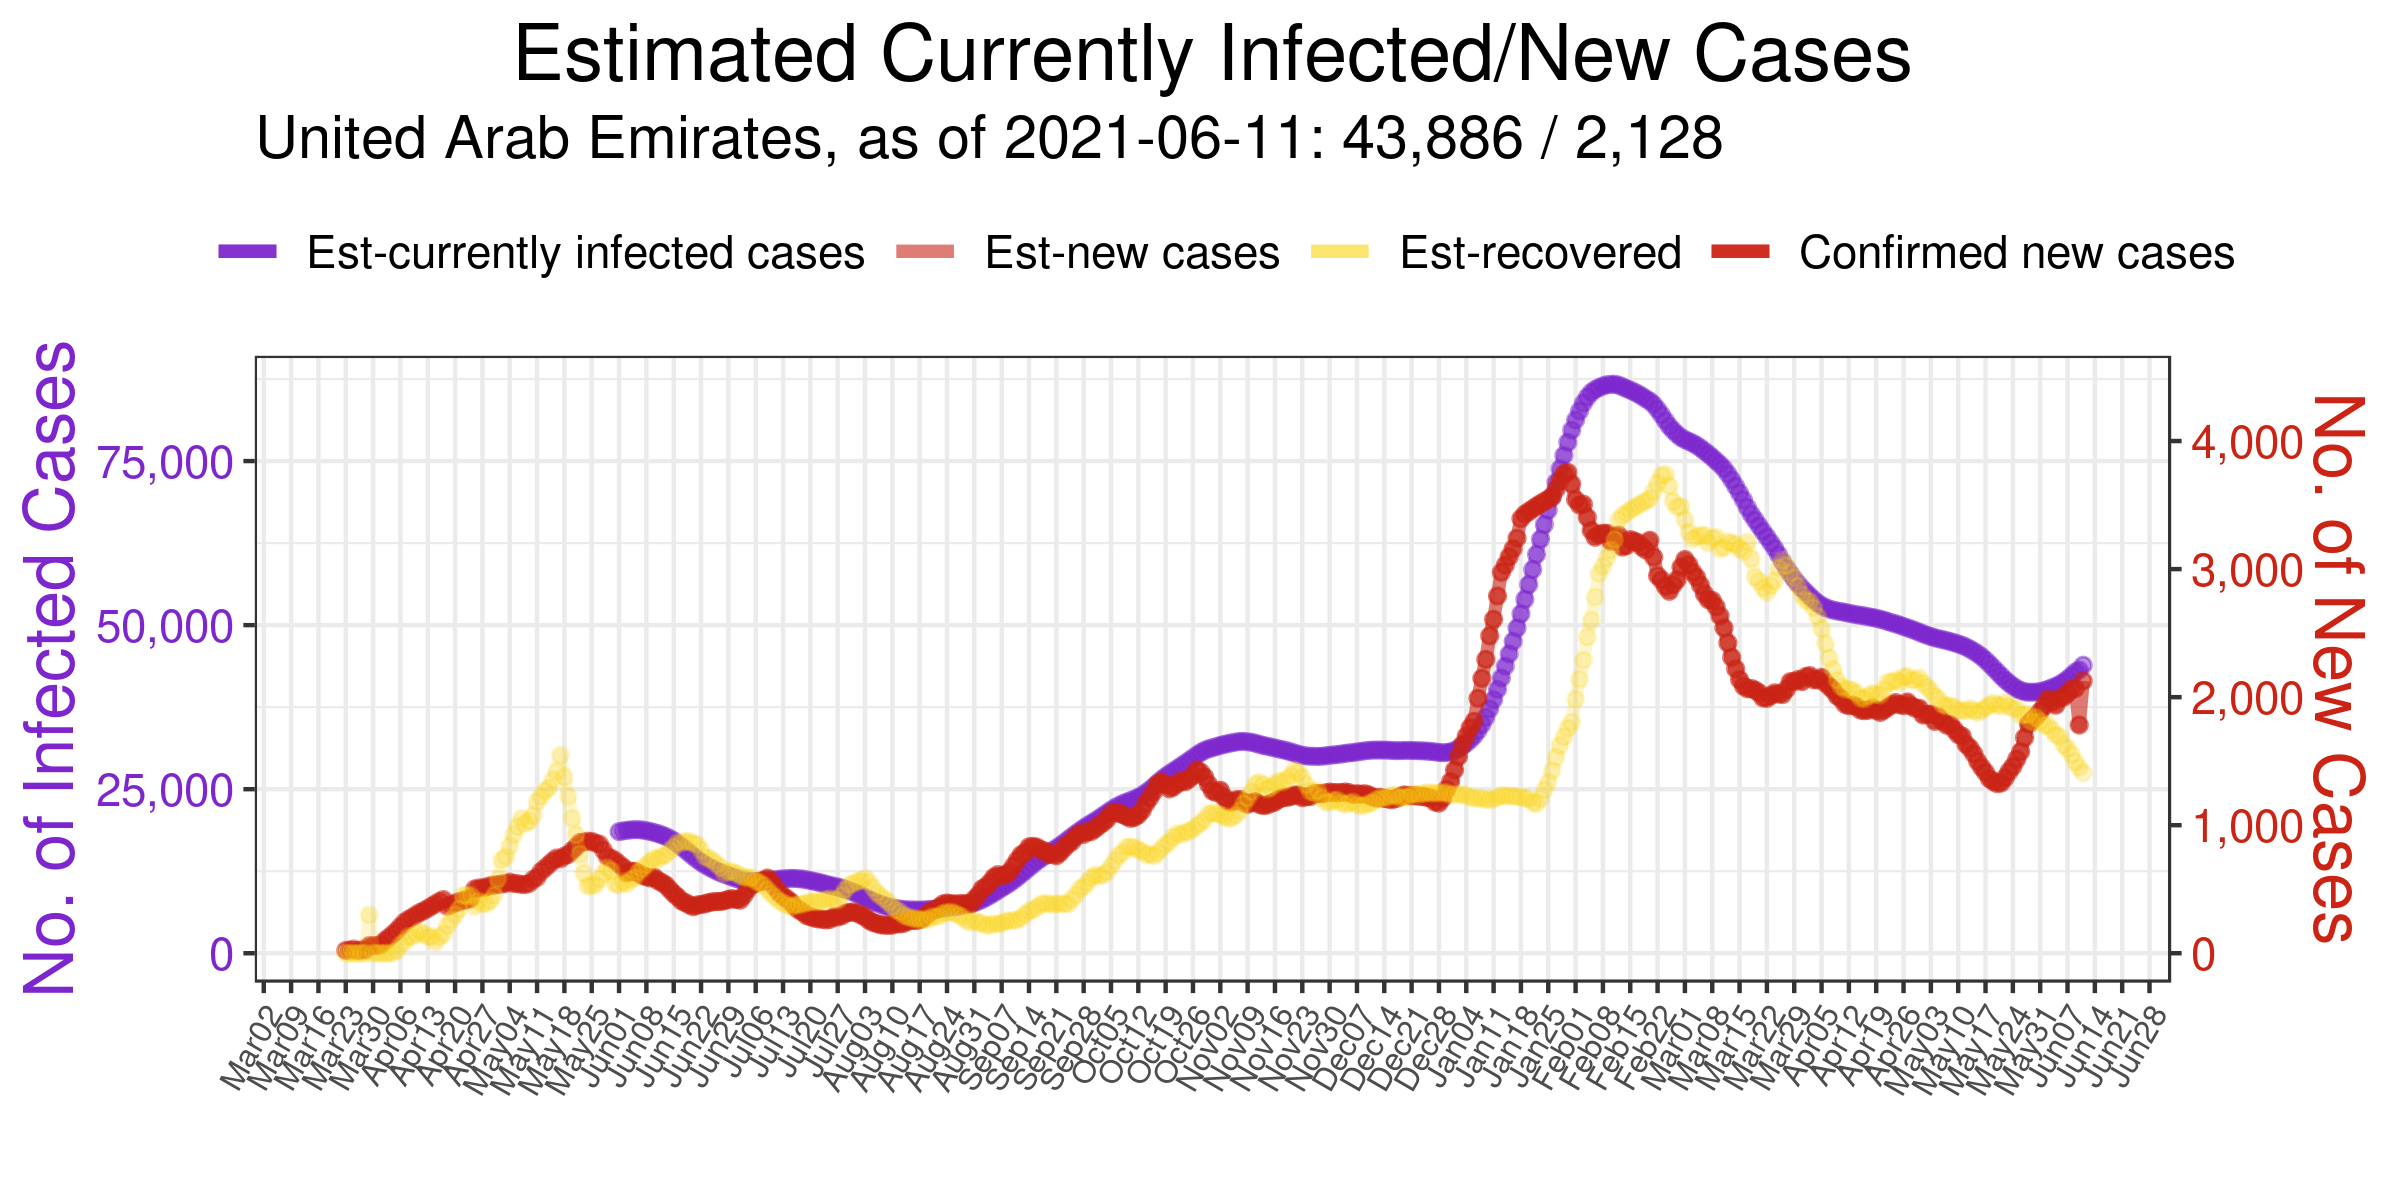 Estimated Currently Infected/New Cases
United Arab Emirates, as of 2021-06-11: 43,886 / 2,128
Est-currently infected cases Est-new cases Est-recovered Confirmed new cases
No. of Infected Cases
75,000
50,000
25,000
0
4,000
3,000
2,000
1,000
0
No. of New Cases
Mar02 Mar09 Mar16 Mar23 Mar30 Apr06 Apr13 Apr20 Apr27 May04 May11 May18 May25 Jun01 Jun08 Jun15 Jun22 Jun29 Jul06 Jul13 Jul20 Jul27 Aug03 Aug10 Aug17 Aug24 Aug31 Sep07 Sep14 Sep21 Sep28 Oct05 Oct12 Oct19 Oct26 Nov02 Nov09 Nov16 Nov23 Nov30 Dec07 Dec14 Dec21 Dec28 Jan04 Jan11 Jan18 Jan25 Feb01 Feb08 Feb15 Feb22 Mar01 Mar08 Mar15 Mar22 Mar29 Apr05 Apr12 Apr19 Apr26 May03 May10 May17 May24 May31 Jun07 Jun14 Jun21 Jun28